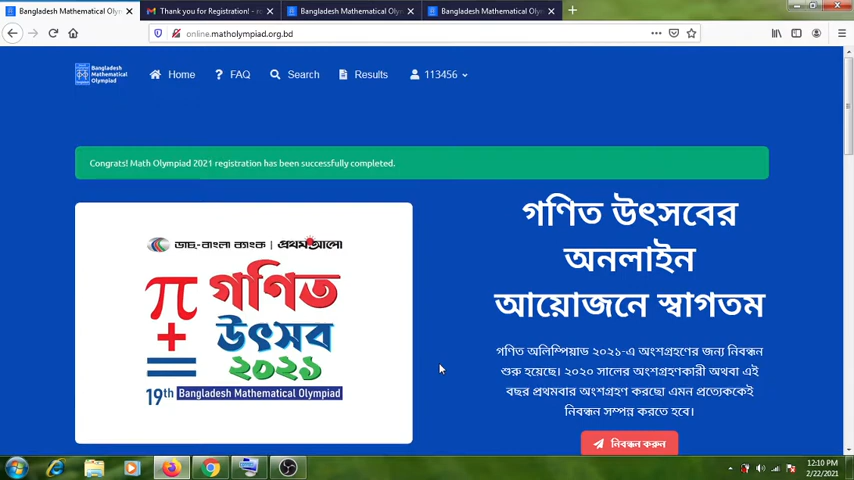 Bangladesh Mathematical Oly
Thank you for Registration! - ro
Bangladesh Mathematical Oly
Bangladesh Mathematical Olym
online.matholympiad.org.bd
Bangladesh Mathematical Olympiad
Home
FAQ
Search
Results
113456
Congrats! Math Olympiad 2021 registration has been successfully completed.
ডাচ্-বাংলা ব্যাংক | প্রথম আলো
π গণিত
+ উৎসব
= ২০২১
19th Bangladesh Mathematical Olympiad
গণিত উৎসবের
অনলাইন
আয়োজনে স্বাগতম
গণিত অলিম্পিয়াড ২০২১-এ অংশগ্রহণের জন্য নিবন্ধন
শুরু হয়েছে। ২০২০ সালের অংশগ্রহণকারী অথবা এই
বছর প্রথমবার অংশগ্রহণ করছো এমন প্রত্যেককেই
নিবন্ধন সম্পন্ন করতে হবে।
নিবন্ধন করুন
12:10 PM
2/22/2021